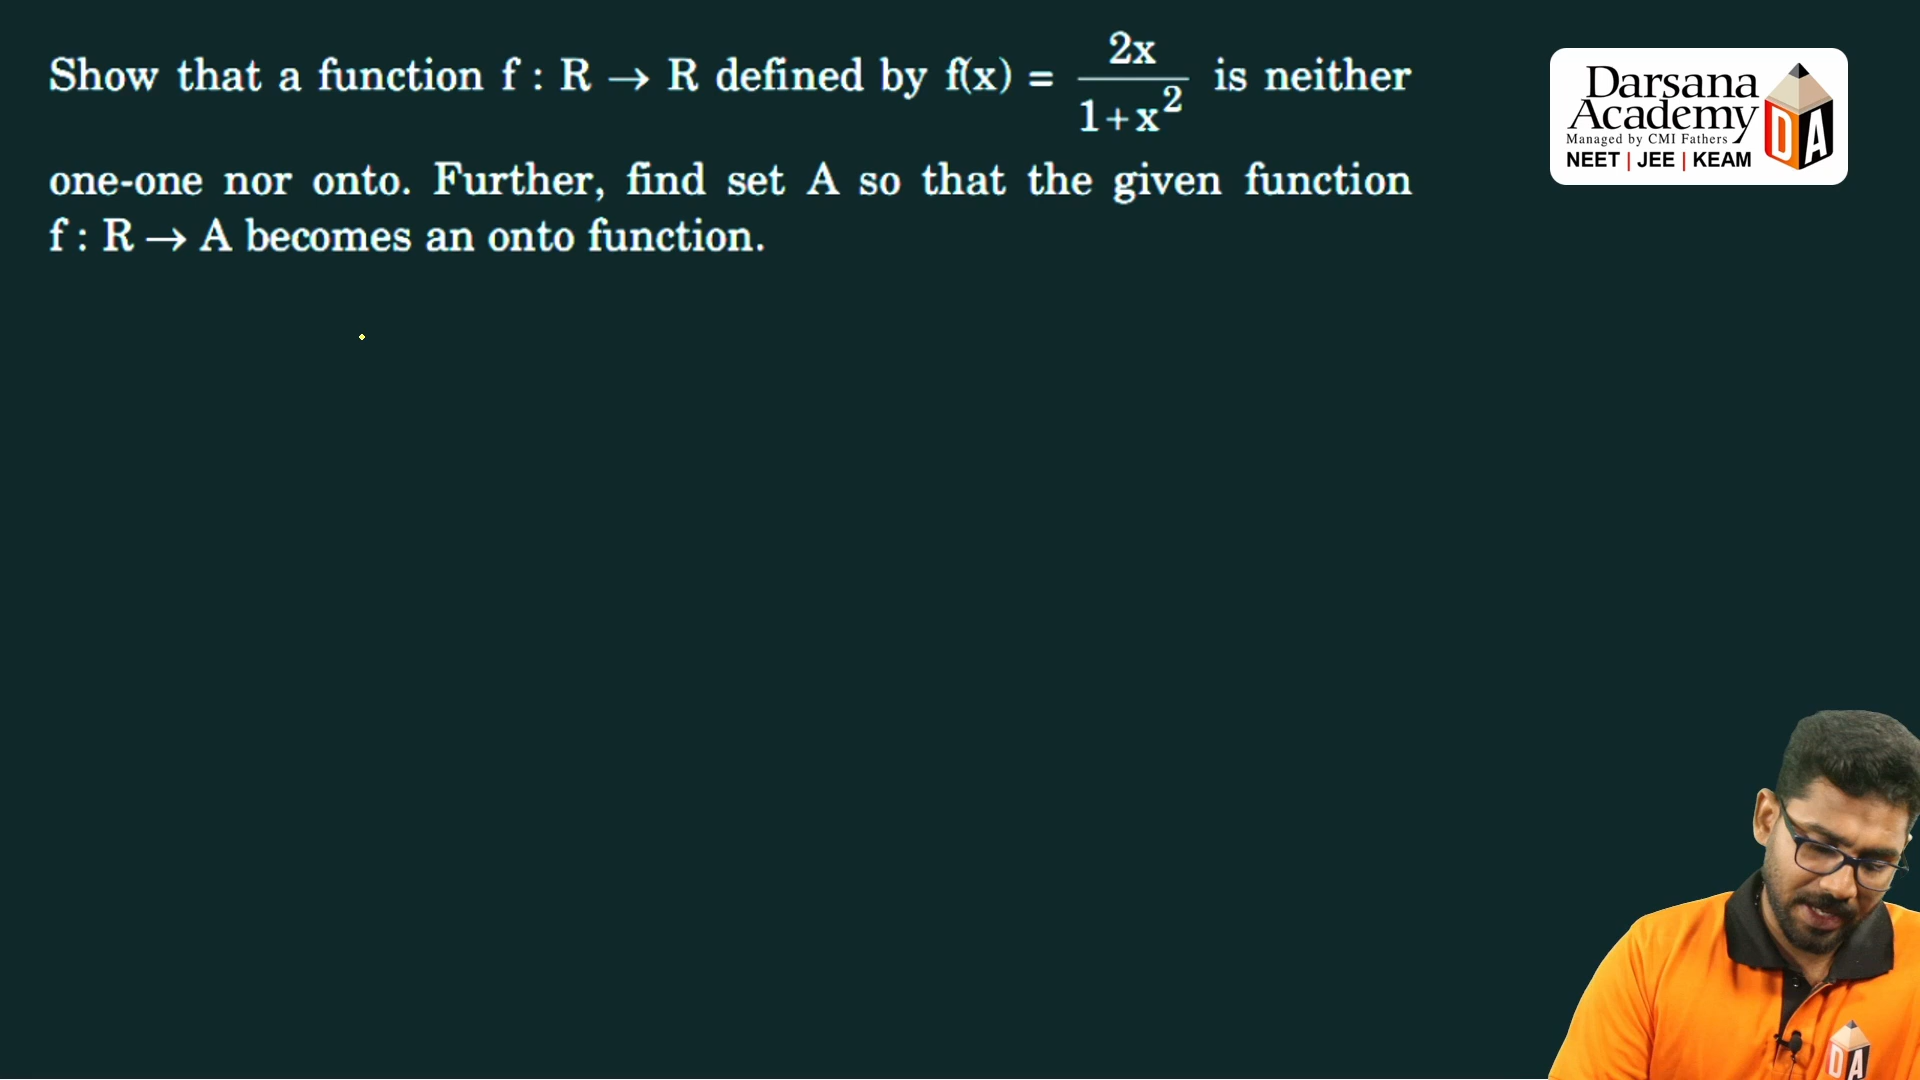 Show that a function f : R → R defined by f(x) = 2x / 1+x² is neither
one-one nor onto. Further, find set A so that the given function
f : R → A becomes an onto function.
Darsana
Academy
Managed by CMI Fathers
NEET | JEE | KEAM
DA
DA